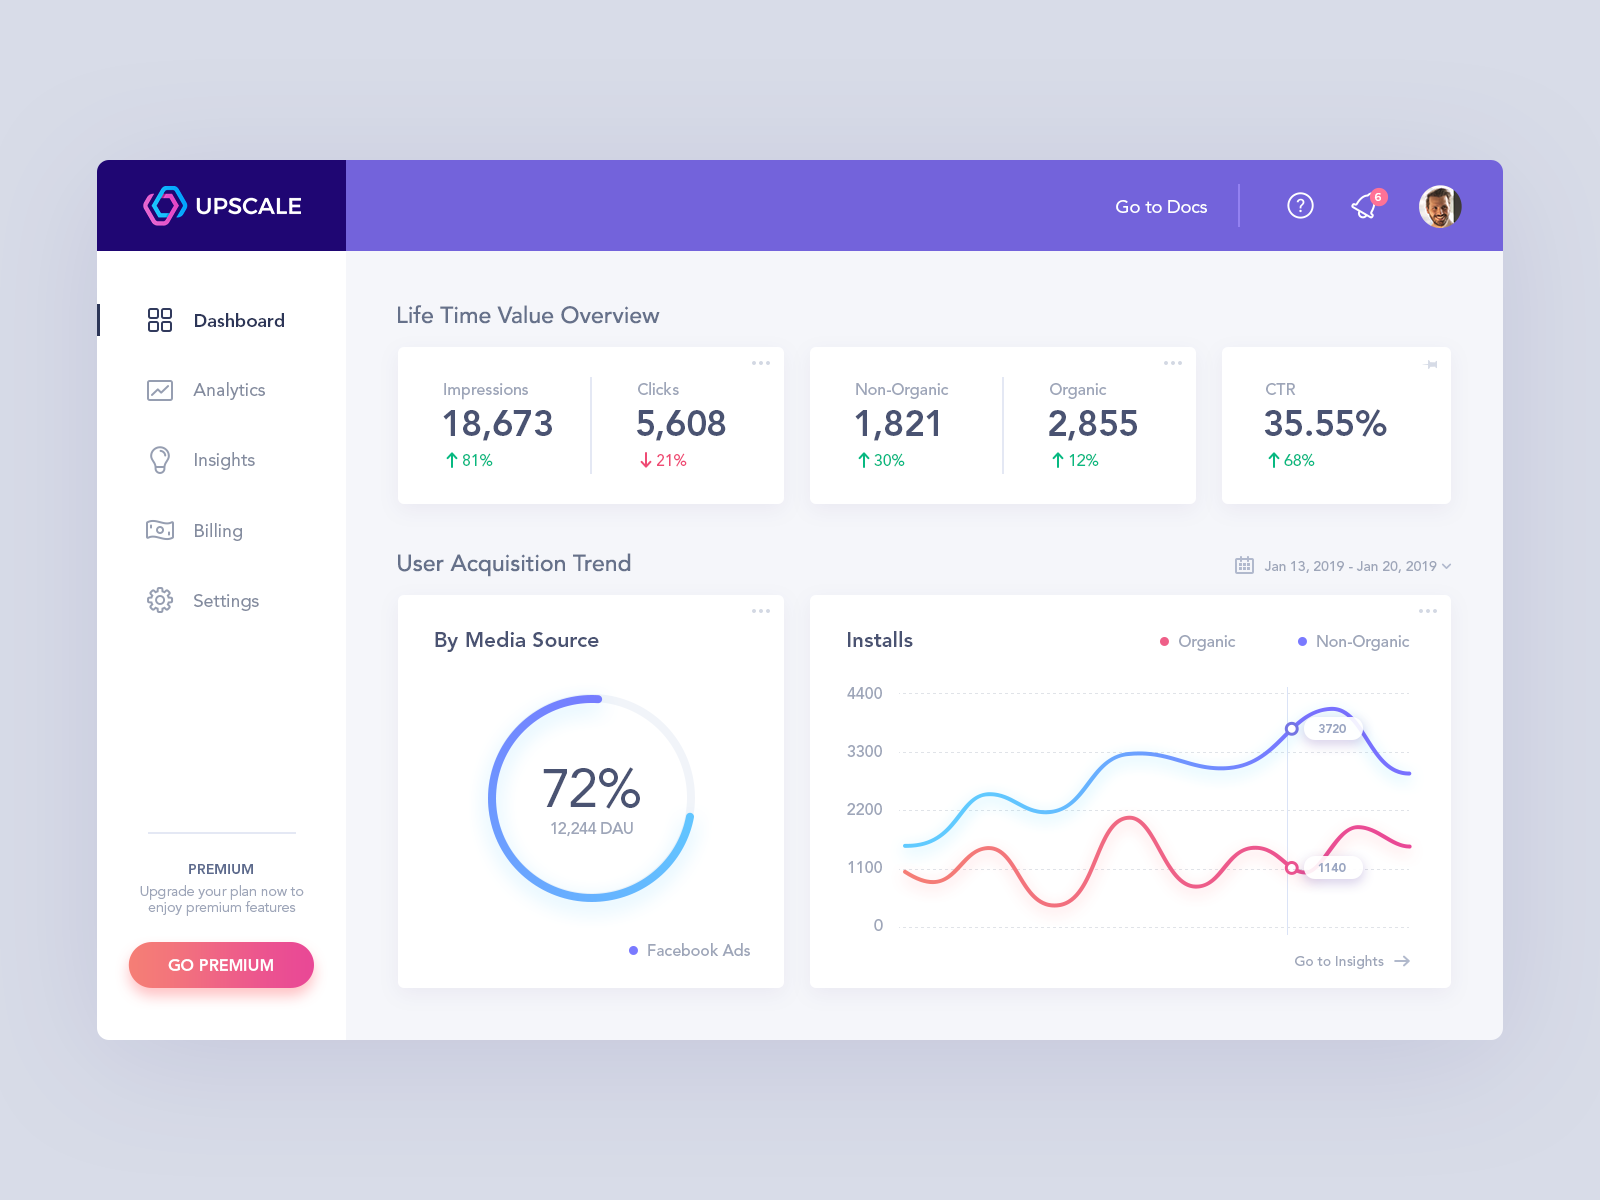 UPSCALE
Go to Docs
?
6
Dashboard
Analytics
Insights
Billing
Settings
PREMIUM
Upgrade your plan now to
enjoy premium features
GO PREMIUM
Life Time Value Overview
Impressions
18,673
81%
Clicks
5,608
21%
Non-Organic
1,821
30%
Organic
2,855
12%
CTR
35.55%
68%
User Acquisition Trend
Jan 13, 2019 - Jan 20, 2019
By Media Source
72%
12,244 DAU
Facebook Ads
Installs
Organic
Non-Organic
4400
3300
2200
1100
0
3720
1140
Go to Insights